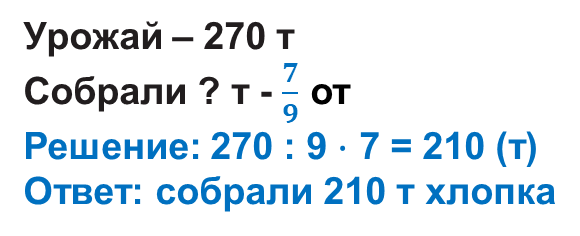 Урожай – 270 т
Собрали ? т - 7/9 от
Решение: 270 : 9 · 7 = 210 (т)
Ответ: собрали 210 т хлопка